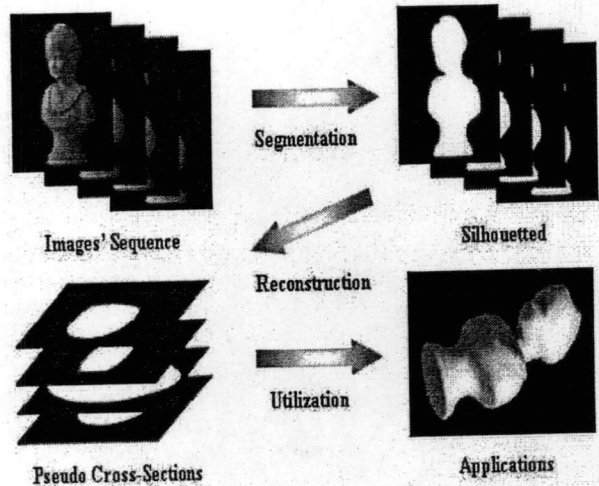 Segmentation
Images' Sequence
Silhouetted
Reconstruction
Utilization
Pseudo Cross-Sections
Applications